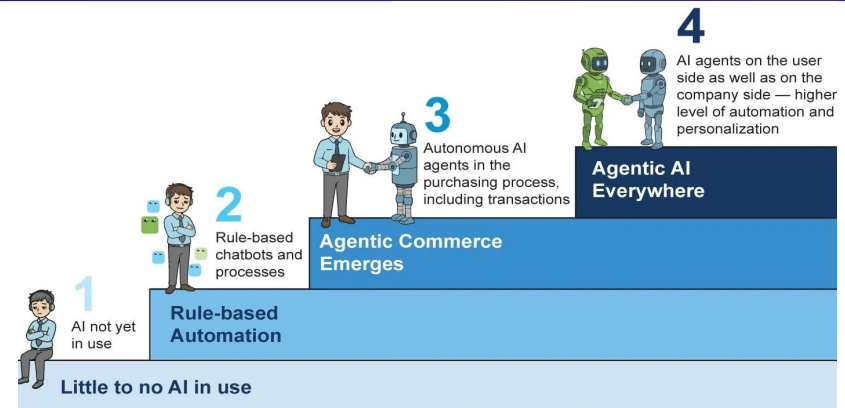 1
AI not yet
in use
Little to no AI in use
2
Rule-based
chatbots and
processes
Rule-based
Automation
3
Autonomous AI
agents in the
purchasing process,
including transactions
Agentic Commerce
Emerges
4
AI agents on the user
side as well as on the
company side — higher
level of automation and
personalization
Agentic AI
Everywhere